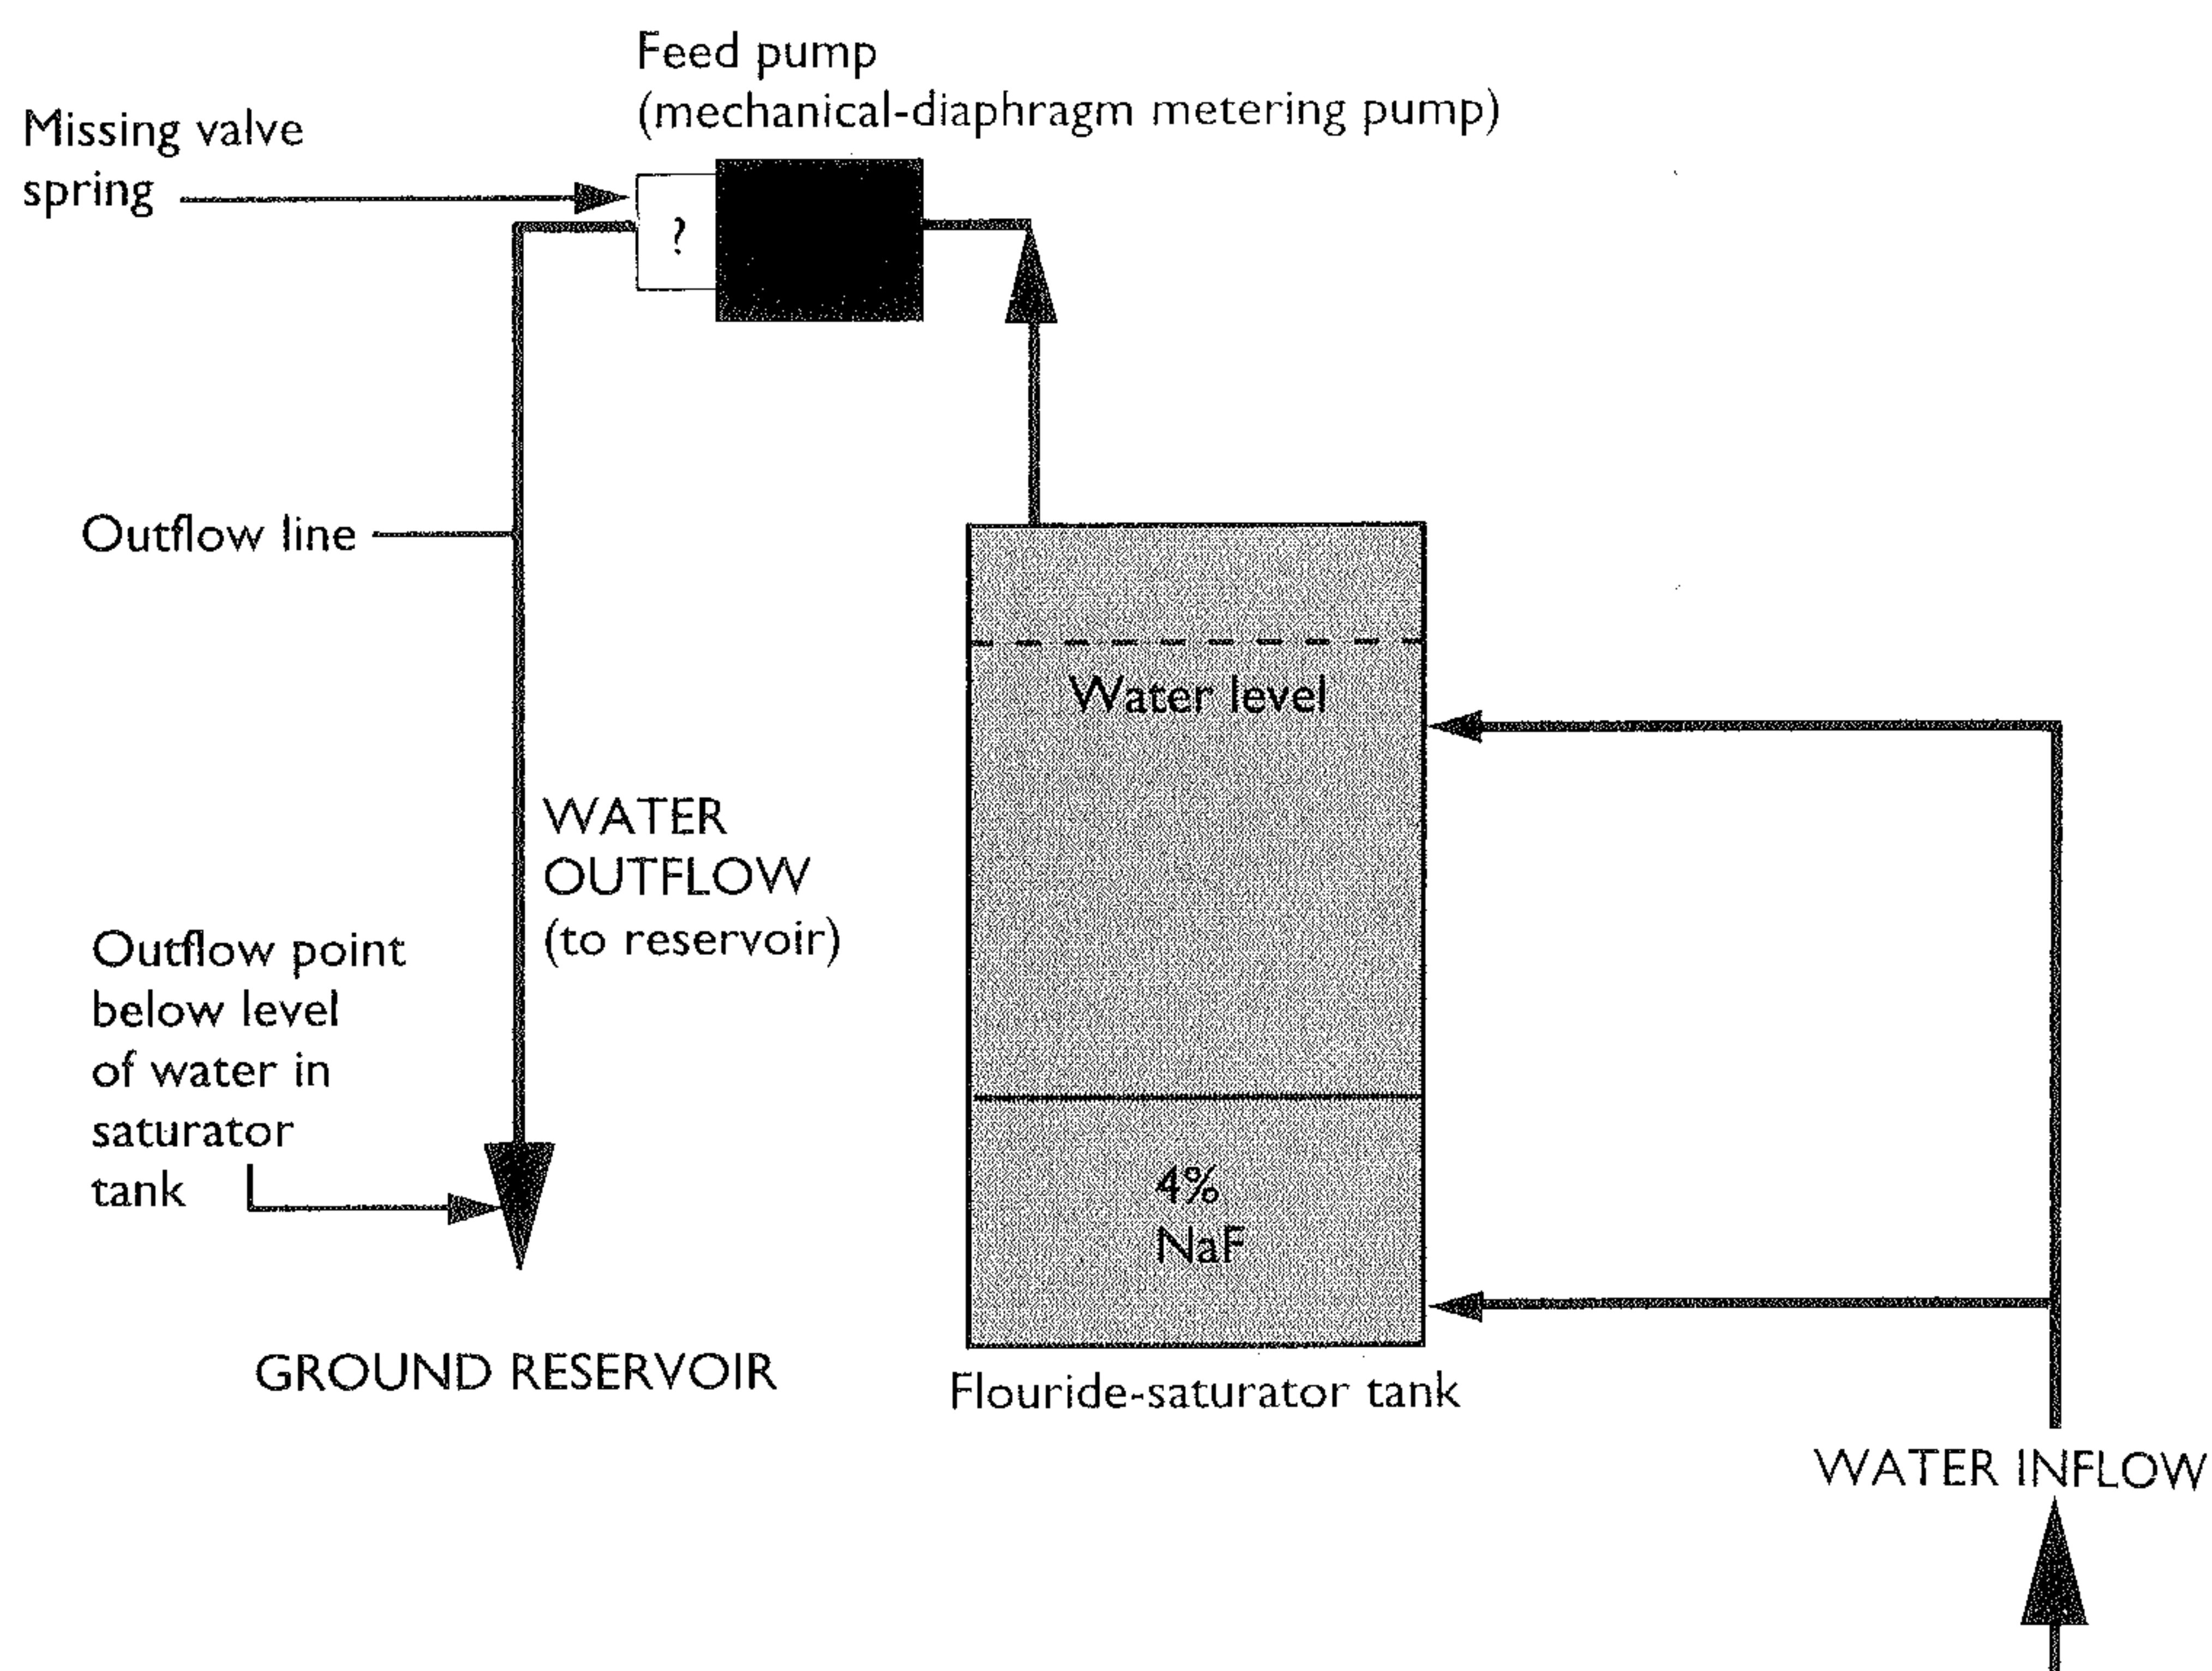 Feed pump
(mechanical-diaphragm metering pump)
Missing valve
spring
?
Outflow line
Water level
WATER
OUTFLOW
(to reservoir)
Outflow point
below level
of water in
saturator
tank
4%
NaF
GROUND RESERVOIR
Flouride-saturator tank
WATER INFLOW